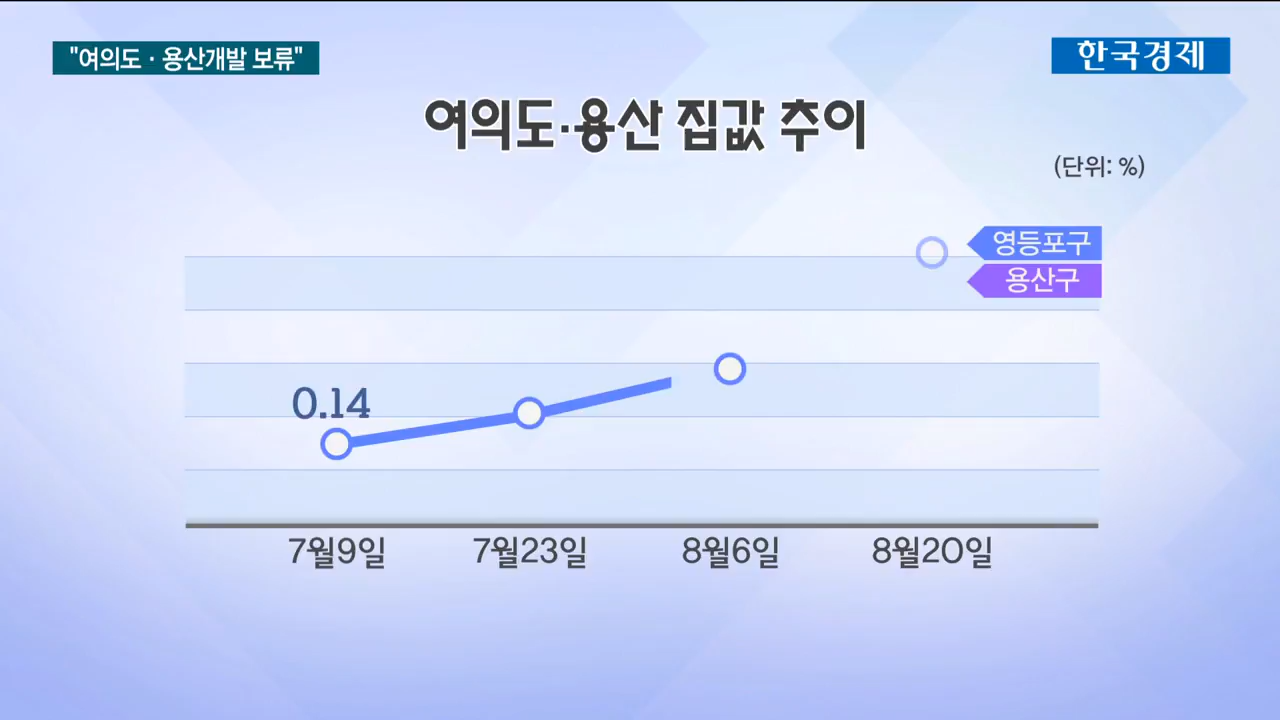 "여의도·용산개발 보류"
한국경제
여의도·용산 집값 추이
(단위: %)
영등포구
용산구
0.14
7월9일
7월23일
8월6일
8월20일